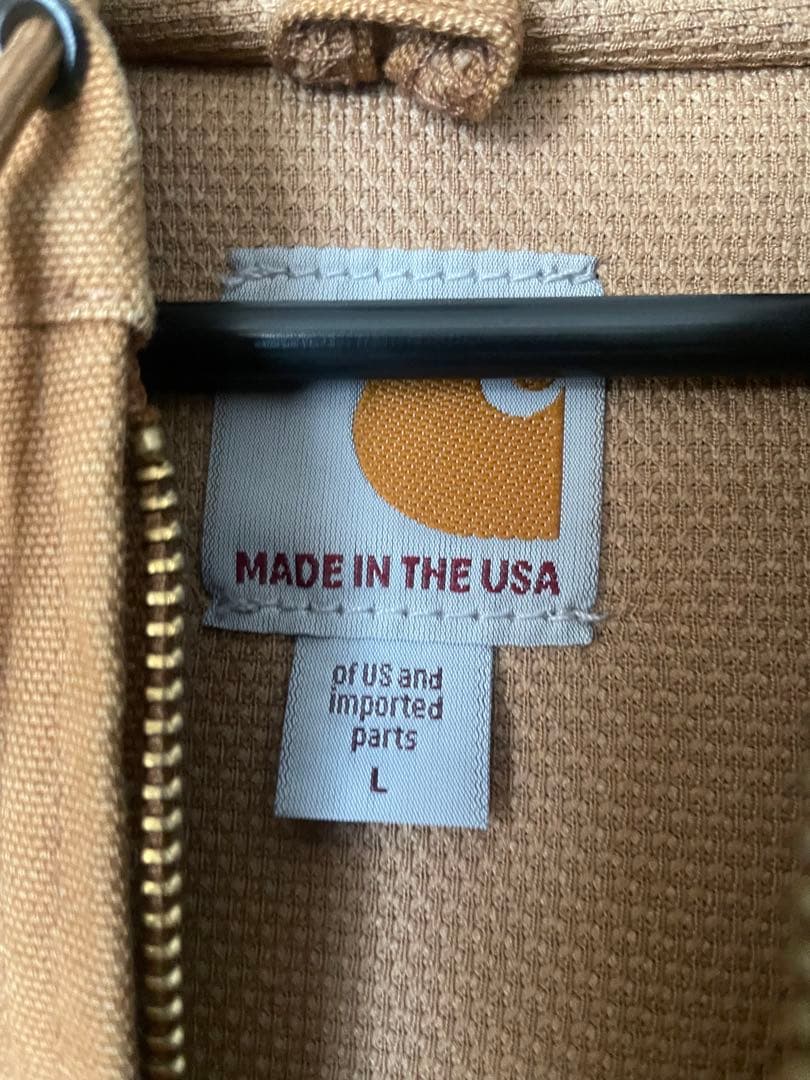 MADE IN THE USA
of US and
imported
parts
L